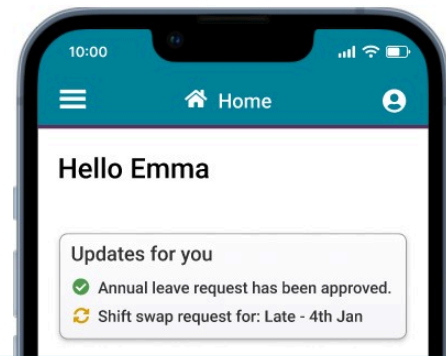 10:00
Home
Hello Emma
Updates for you
Annual leave request has been approved.
Shift swap request for: Late - 4th Jan